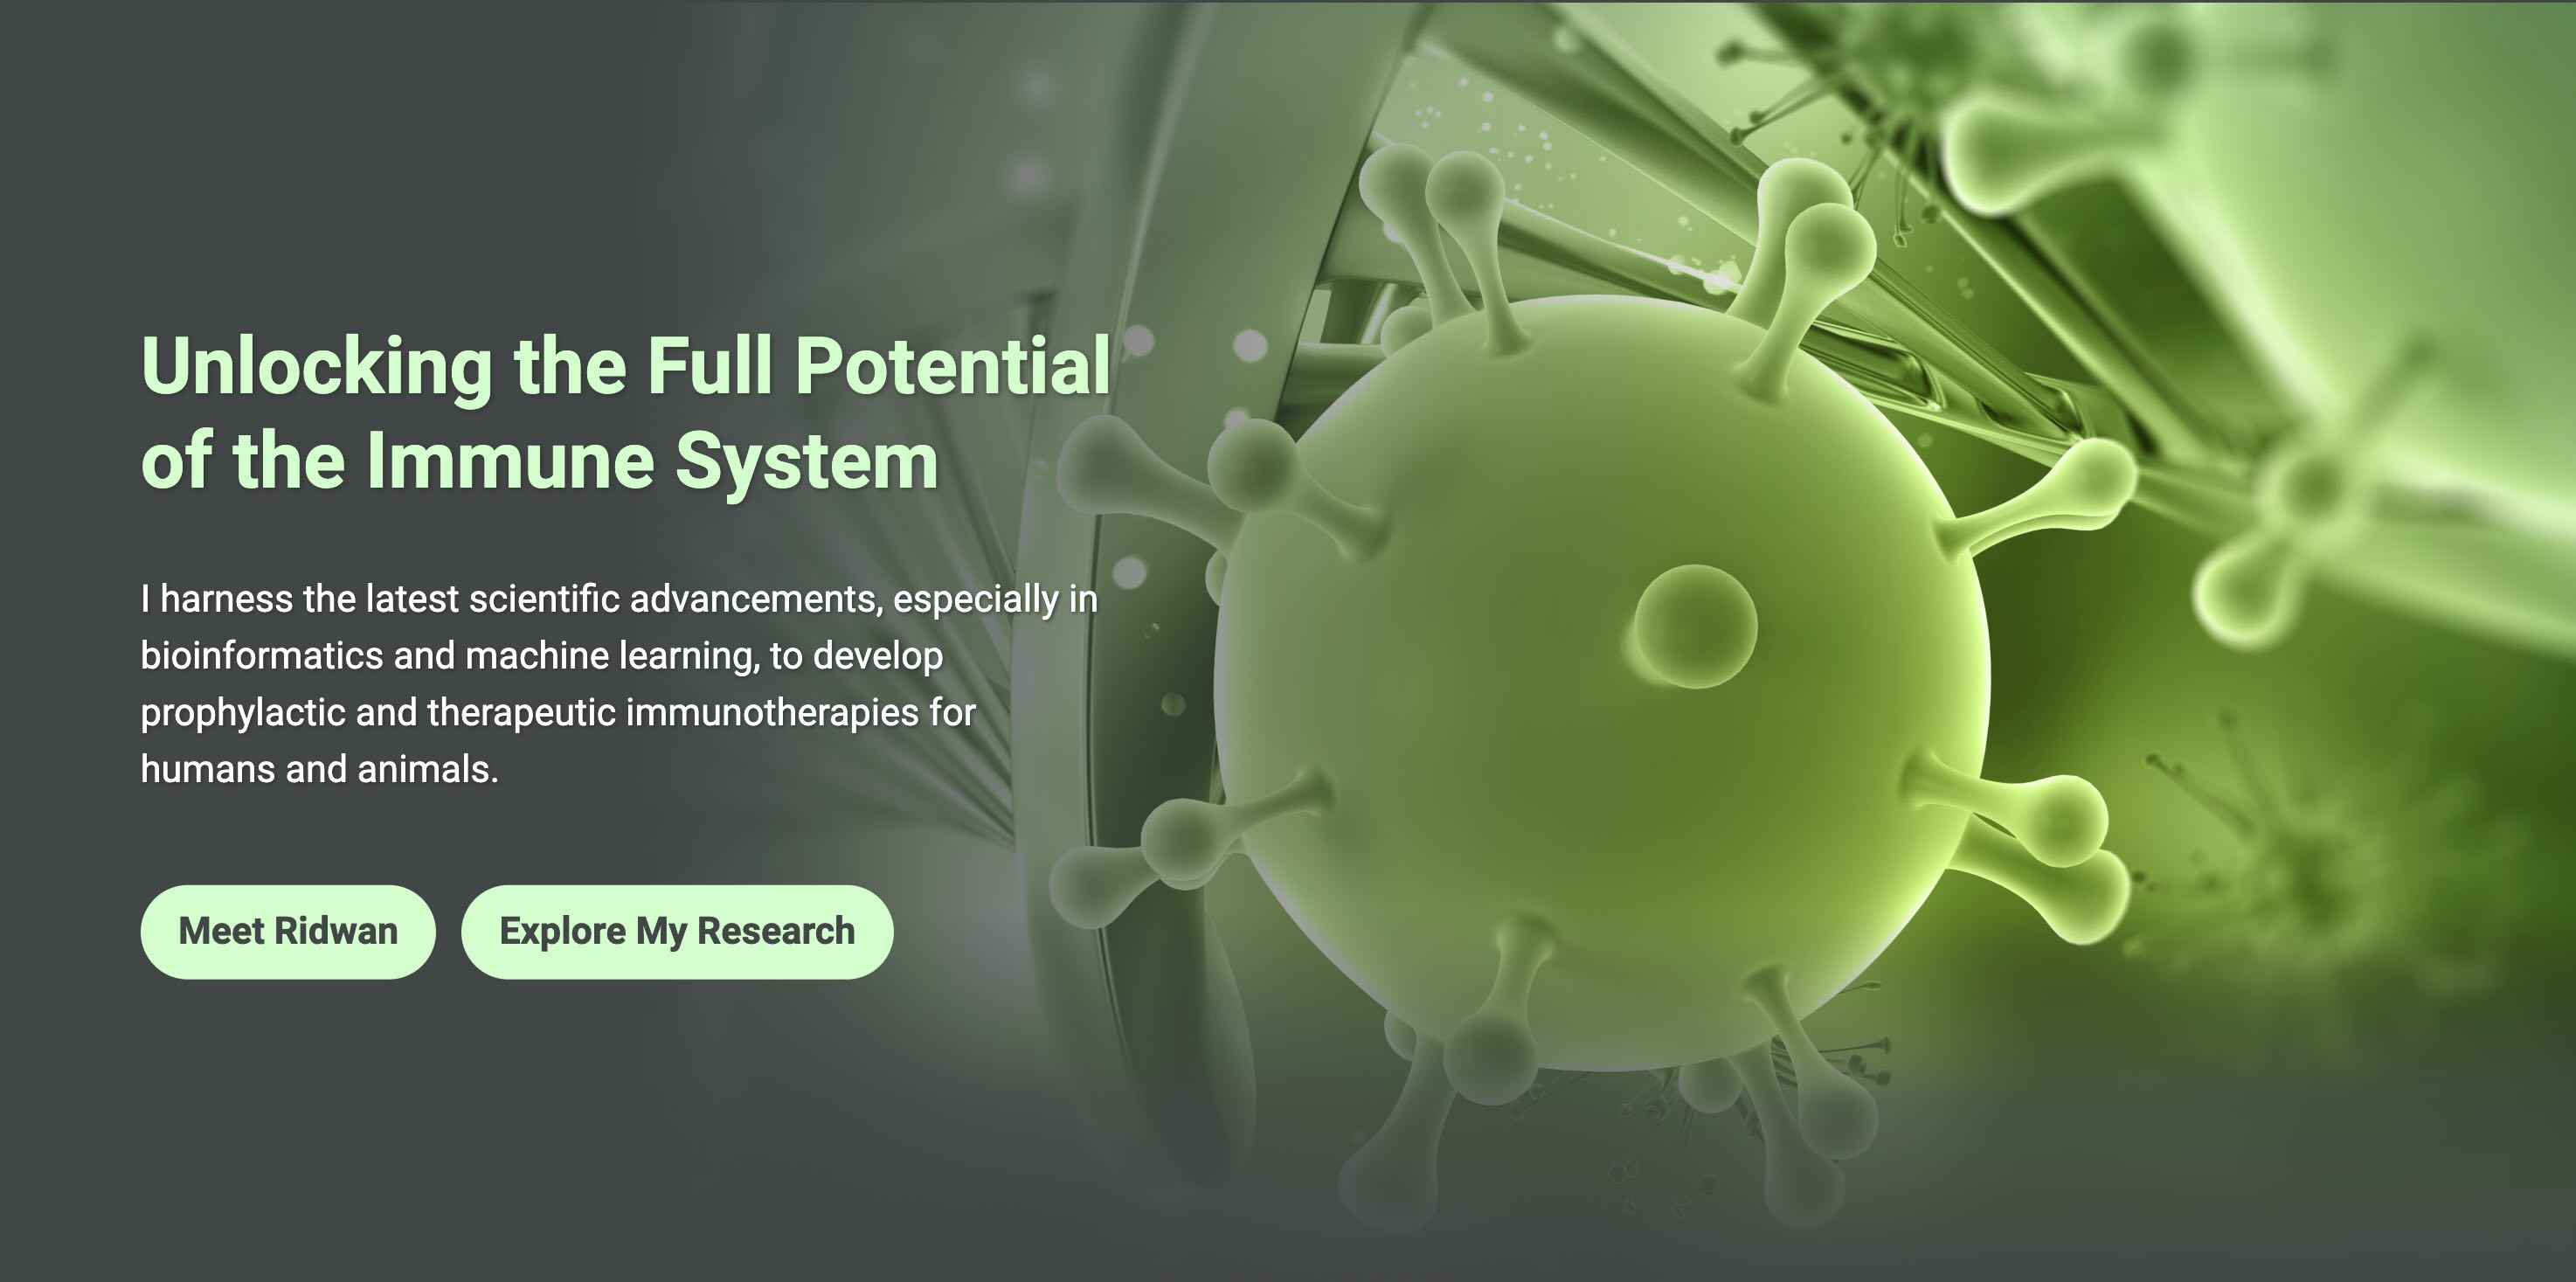 Unlocking the Full Potential
of the Immune System
I harness the latest scientific advancements, especially in
bioinformatics and machine learning, to develop
prophylactic and therapeutic immunotherapies for
humans and animals.
Meet Ridwan
Explore My Research